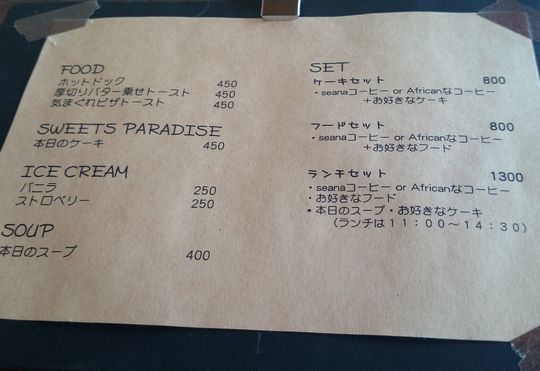 FOOD
ホットドック 450
厚切りバター乗せトースト 450
気まぐれピザトースト 450
SWEETS PARADISE
本日のケーキ 450
ICE CREAM
バニラ 250
ストロベリー 250
SOUP
本日のスープ 400
SET
ケーキセット 800
・seanaコーヒー or Africanなコーヒー
+お好きなケーキ
フードセット 800
・seanaコーヒー or Africanなコーヒー
+お好きなフード
ランチセット 1300
・seanaコーヒー or Africanなコーヒー
・お好きなフード
・本日のスープ・お好きなケーキ
(ランチは11:00~14:30)